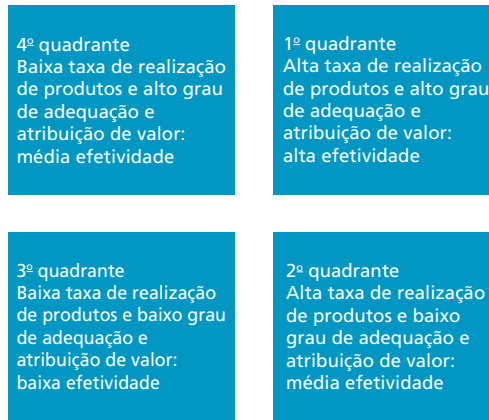 4º quadrante
Baixa taxa de realização
de produtos e alto grau
de adequação e
atribuição de valor:
média efetividade
1º quadrante
Alta taxa de realização
de produtos e alto grau
de adequação e
atribuição de valor:
alta efetividade
3º quadrante
Baixa taxa de realização
de produtos e baixo grau
de adequação e
atribuição de valor:
baixa efetividade
2º quadrante
Alta taxa de realização
de produtos e baixo
grau de adequação e
atribuição de valor:
média efetividade